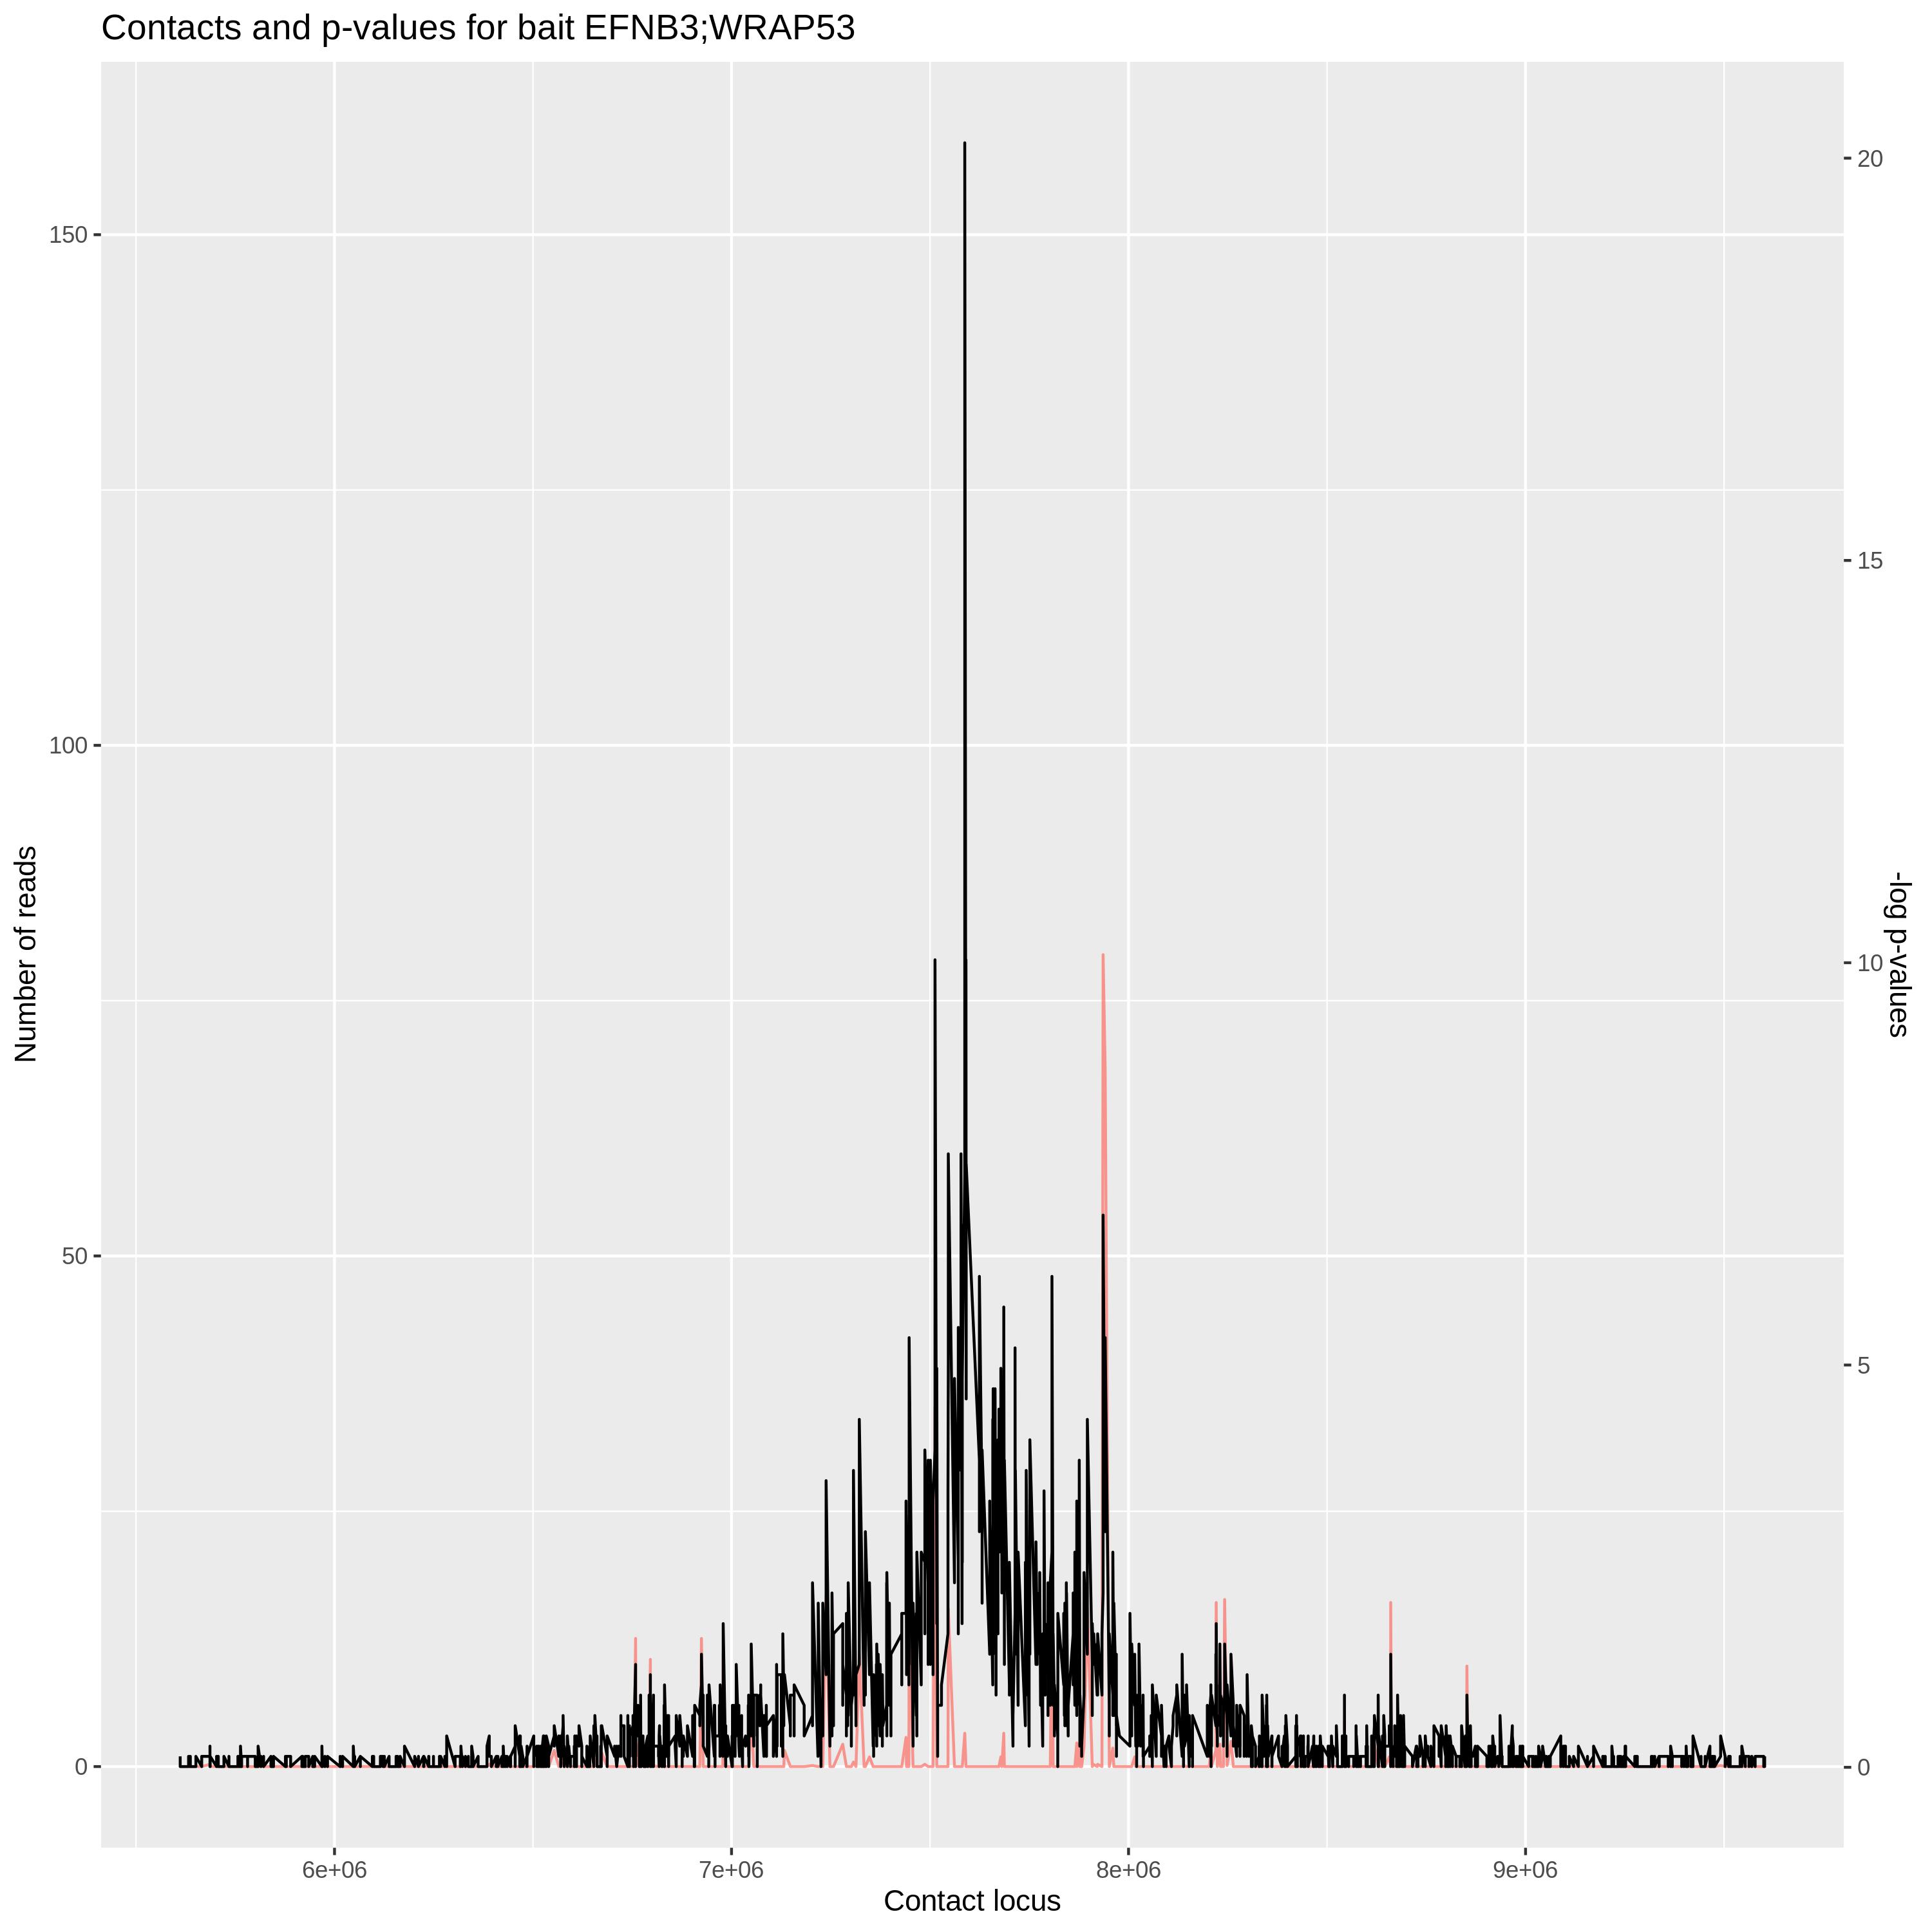 Contacts and p-values for bait EFNB3;WRAP53
150
100
50
0
Number of reads
20
15
10
5
0
-log p-values
6e+06
7e+06
8e+06
9e+06
Contact locus